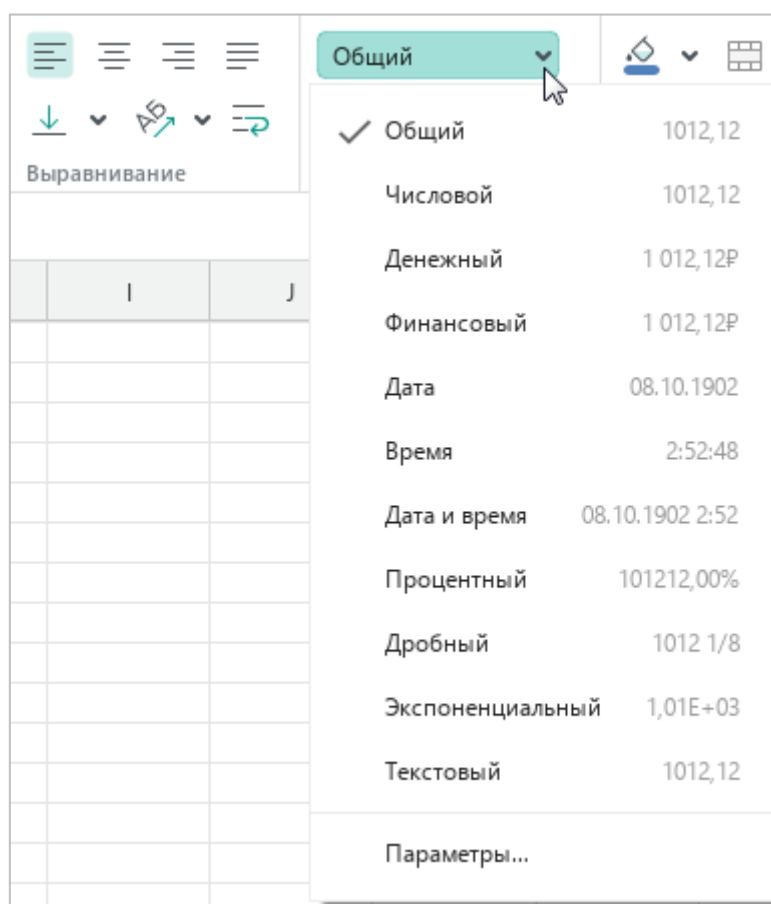 Общий
АБ
Выравнивание
I J
Общий 1012,12
Числовой 1012,12
Денежный 1 012,12₽
Финансовый 1 012,12₽
Дата 08.10.1902
Время 2:52:48
Дата и время 08.10.1902 2:52
Процентный 101212,00%
Дробный 1012 1/8
Экспоненциальный 1,01E+03
Текстовый 1012,12
Параметры...